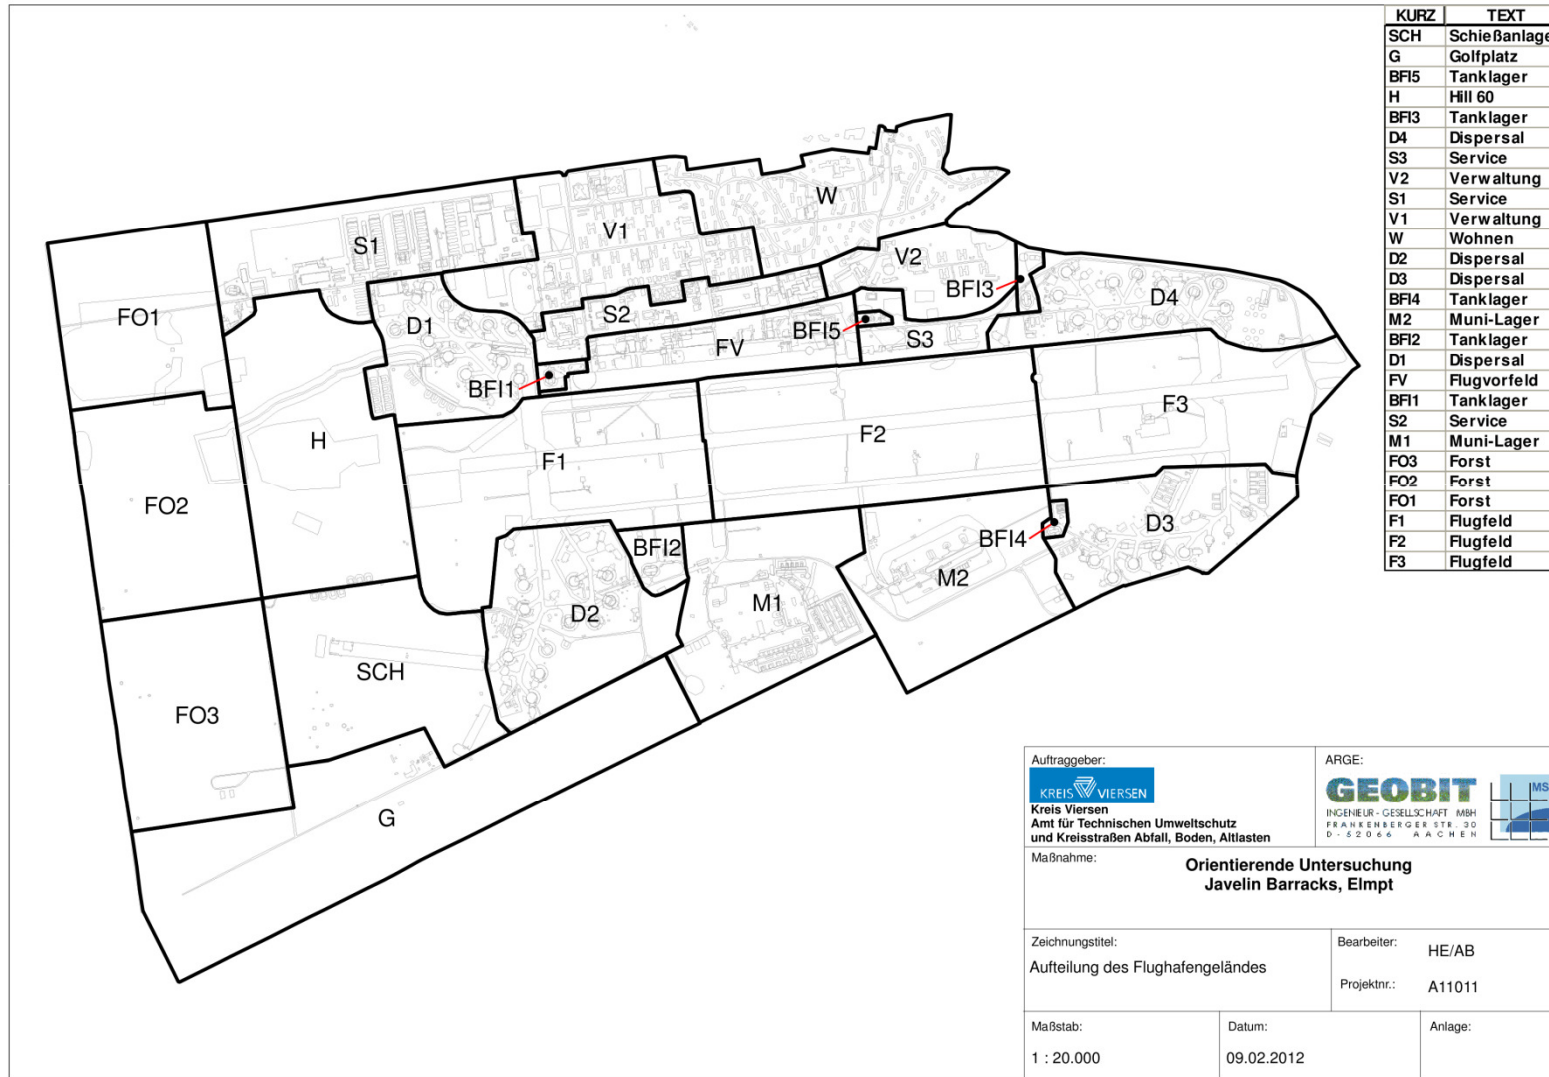 KURZ TEXT
SCH Schießanlage
G Golfplatz
BFI5 Tanklager
H Hill 60
BFI3 Tanklager
D4 Dispersal
S3 Service
V2 Verwaltung
S1 Service
V1 Verwaltung
W Wohnen
D2 Dispersal
D3 Dispersal
BFI4 Tanklager
M2 Muni-Lager
BFI2 Tanklager
D1 Dispersal
FV Flugvorfeld
BFI1 Tanklager
S2 Service
M1 Muni-Lager
FO3 Forst
FO2 Forst
FO1 Forst
F1 Flugfeld
F2 Flugfeld
F3 Flugfeld
W
V1
S1
V2
BFI3
D4
FO1
D1
S2
BFI5
S3
FV
BFI1
F3
H
F2
F1
FO2
D3
BFI4
BFI2
M2
M1
D2
SCH
FO3
G
Auftraggeber:
KREIS VIERSEN
Kreis Viersen
Amt für Technischen Umweltschutz
und Kreisstraßen Abfall, Boden, Altlasten
ARGE:
GEOBIT
INGENIEUR-GESELLSCHAFT MBH
FRANKENBERGER STR. 30
D-52066 AACHEN
MS
Maßnahme:
Orientierende Untersuchung
Javelin Barracks, Elmpt
Zeichnungstitel:
Aufteilung des Flughafengeländes
Bearbeiter: HE/AB
Projektnr.: A11011
Maßstab:
1 : 20.000
Datum:
09.02.2012
Anlage: